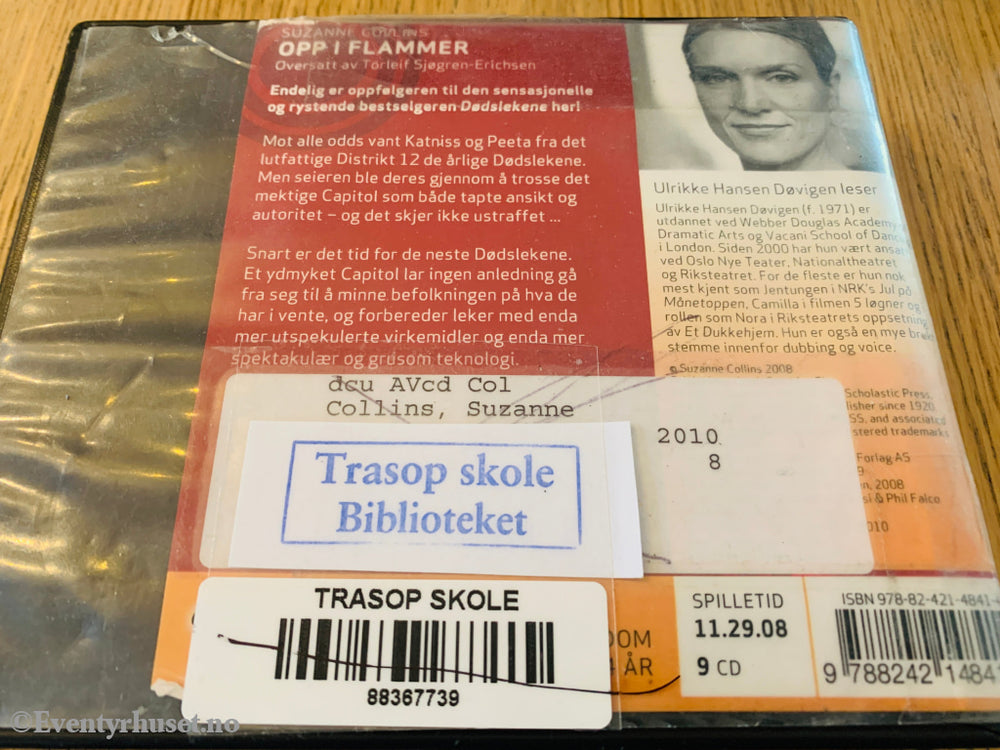 SUZANNE COLLINS
OPP I FLAMMER
Oversatt av Torleif Sjøgren-Erichsen
Endelig er oppfølgeren til den sensasjonelle
og rystende bestselgeren Dødslekene her!
Mot alle odds vant Katniss og Peeta fra det
lutfattige Distrikt 12 de årlige Dødslekene.
Men seieren ble deres gjennom å trosse det
mektige Capitol som både tapte ansikt og
autoritet – og det skjer ikke ustraffet ...
Snart er det tid for de neste Dødslekene.
Et ydmyket Capitol lar ingen anledning gå
fra seg til å minne befolkningen på hva de
har i vente, og forbereder leker med enda
mer utspekulerte virkemidler og enda mer
spektakulær og grusom teknologi.
Ulrikke Hansen Døvigen leser
Ulrikke Hansen Døvigen (f. 1971) er
utdannet ved Webber Douglas Academy
Dramatic Arts og Vacani School of Danc
i London. Siden 2000 har hun vært ansat
ved Oslo Nye Teater, Nationaltheatret
og Riksteatret. For de fleste er hun nok
mest kjent som Jentungen i NRK's Jul på
Månetoppen, Camilla i filmen 5 løgner og
rollen som Nora i Riksteatrets oppsetning
av Et Dukkehjem. Hun er også en mye bru
stemme innenfor dubbing og voice.
© Suzanne Collins 2008
Scholastic Press,
lisher since 1920
SS, and associated
stered trademarks
Forlag AS
9
n, 2008
si & Phil Falco
010
dcu AVcd Col
Collins, Suzanne
2010
8
Trasop skole
Biblioteket
TRASOP SKOLE
88367739
DOM
ÅR
SPILLETID
11.29.08
9 CD
ISBN 978-82-421-4841-
9 788242 14841
©Eventyrhuset.no